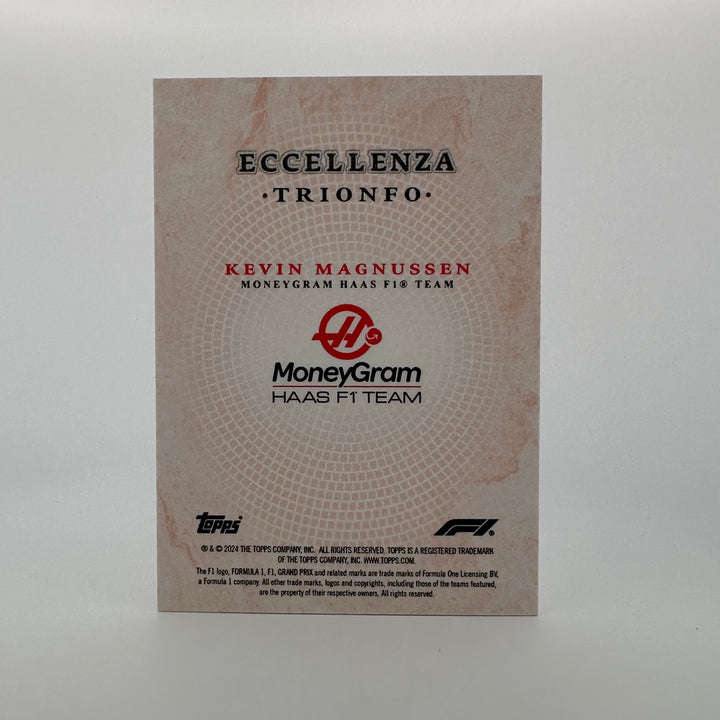 ECCELLENZA
•TRIONFO•
KEVIN MAGNUSSEN
MONEYGRAM HAAS F1® TEAM
H
MoneyGram
HAAS F1 TEAM
Topps®
F1®
® & © 2024 THE TOPPS COMPANY, INC. ALL RIGHTS RESERVED. TOPPS IS A REGISTERED TRADEMARK
OF THE TOPPS COMPANY, INC. WWW.TOPPS.COM.
The F1 logo, FORMULA 1, F1, GRAND PRIX and related marks are trade marks of Formula One Licensing BV,
a Formula 1 company. All other trade marks, logos and copyrights, including those of the teams featured,
are the property of their respective owners. All rights reserved.